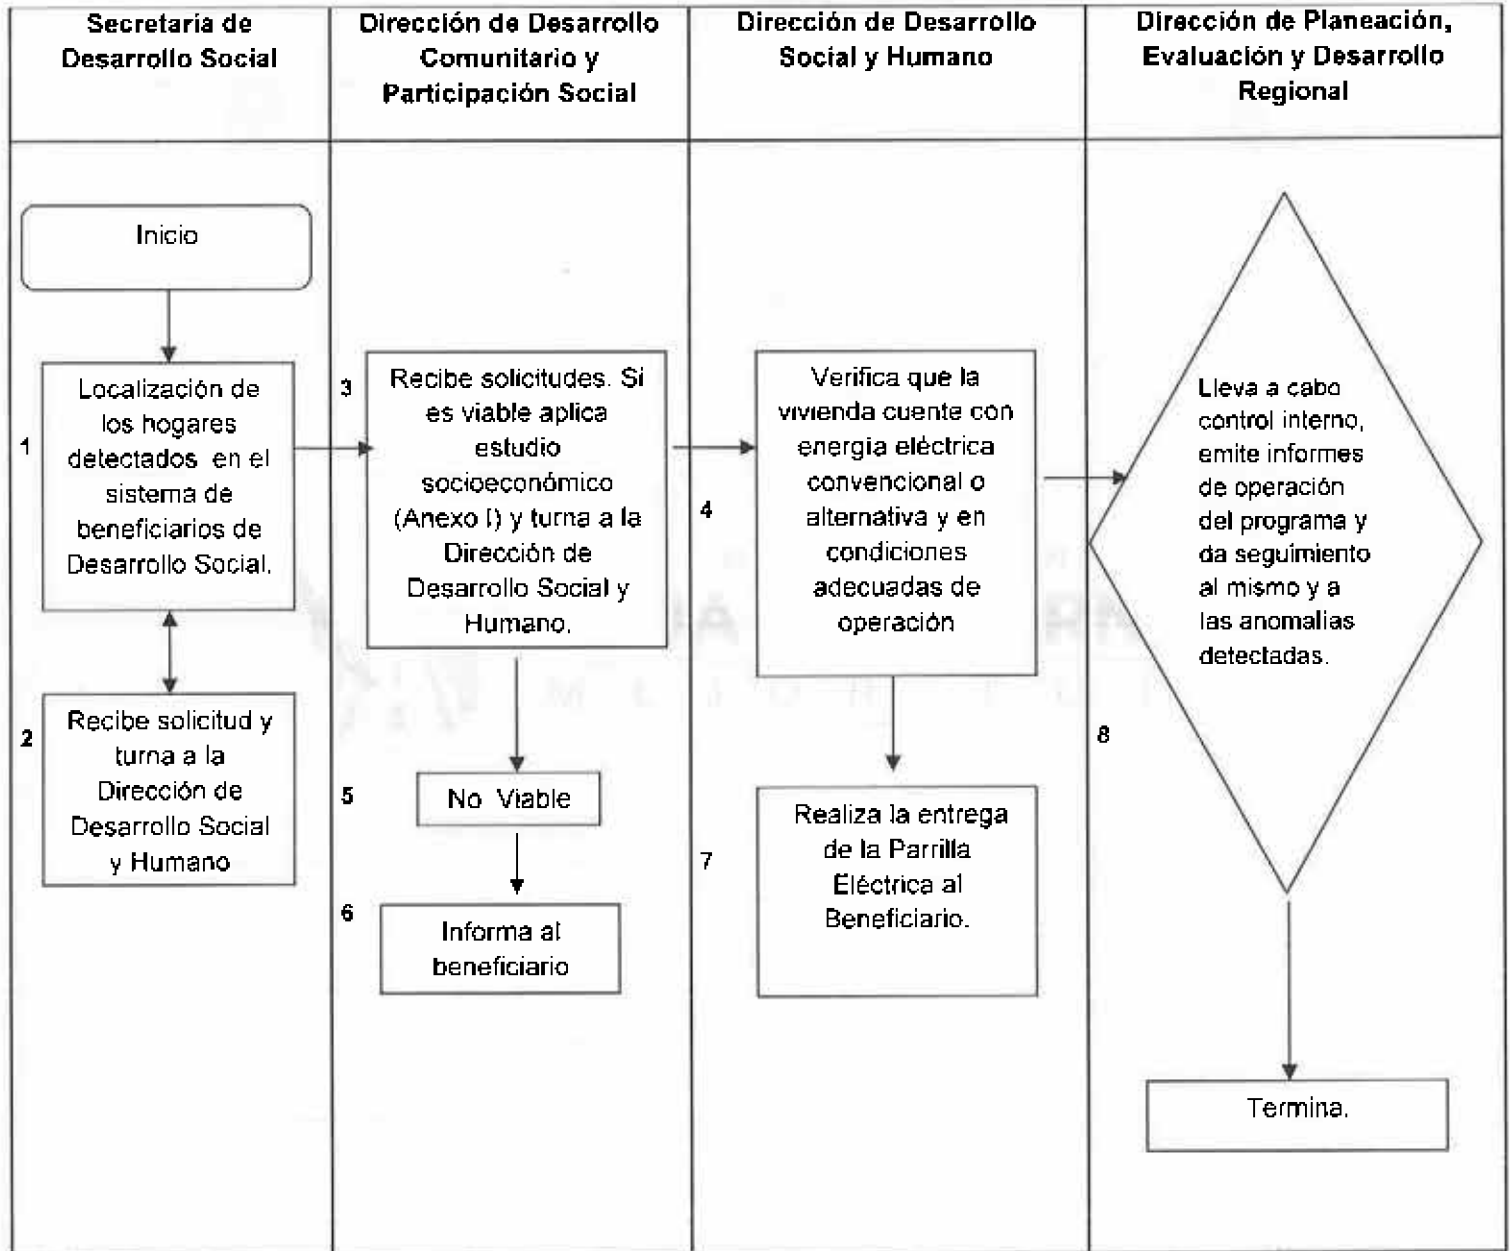 Secretaría de
Desarrollo Social
Dirección de Desarrollo
Comunitario y
Participación Social
Dirección de Desarrollo
Social y Humano
Dirección de Planeación,
Evaluación y Desarrollo
Regional
Inicio
1
Localización de
los hogares
detectados en el
sistema de
beneficiarios de
Desarrollo Social.
2
Recibe solicitud y
turna a la
Dirección de
Desarrollo Social
y Humano
3
Recibe solicitudes. Si
es viable aplica
estudio
socioeconómico
(Anexo I) y turna a la
Dirección de
Desarrollo Social y
Humano.
4
Verifica que la
vivienda cuente con
energía eléctrica
convencional o
alternativa y en
condiciones
adecuadas de
operación
5
No Viable
6
Informa al
beneficiario
7
Realiza la entrega
de la Parrilla
Eléctrica al
Beneficiario.
8
Lleva a cabo
control interno,
emite informes
de operación
del programa y
da seguimiento
al mismo y a
las anomalías
detectadas.
Termina.